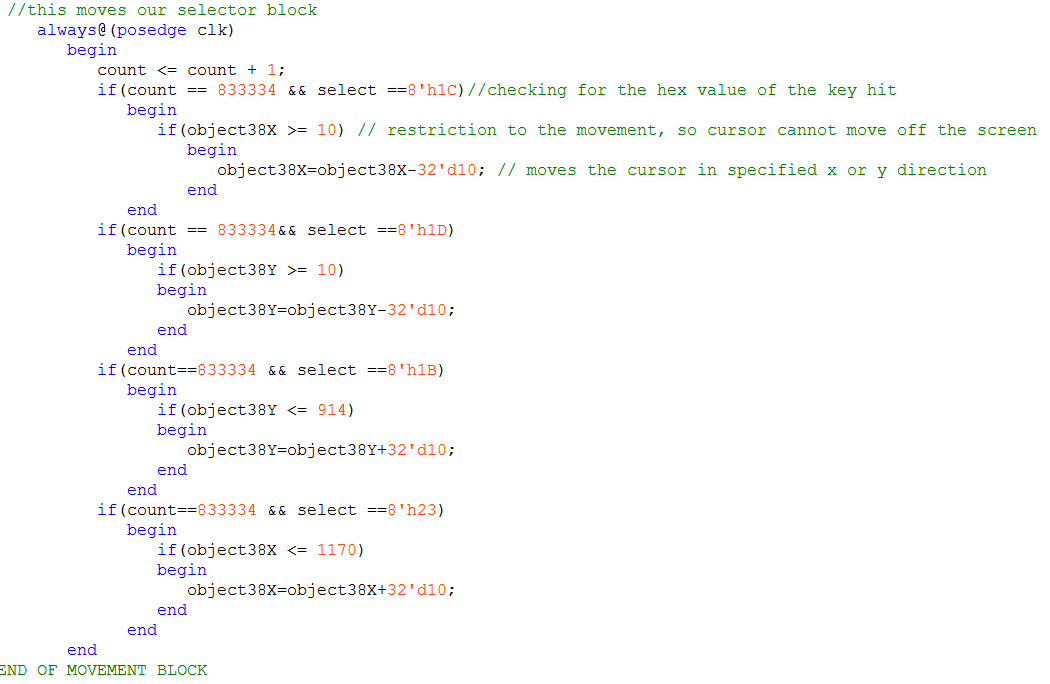 //this moves our selector block
always@(posedge clk)
begin
count <= count + 1;
if(count == 833334 && select ==8'h1C)//checking for the hex value of the key hit
begin
if(object38X >= 10) // restriction to the movement, so cursor cannot move off the screen
begin
object38X=object38X-32'd10; // moves the cursor in specified x or y direction
end
end
if(count == 833334&& select ==8'h1D)
begin
if(object38Y >= 10)
begin
object38Y=object38Y-32'd10;
end
end
if(count==833334 && select ==8'h1B)
begin
if(object38Y <= 914)
begin
object38Y=object38Y+32'd10;
end
end
if(count==833334 && select ==8'h23)
begin
if(object38X <= 1170)
begin
object38X=object38X+32'd10;
end
end
end
END OF MOVEMENT BLOCK